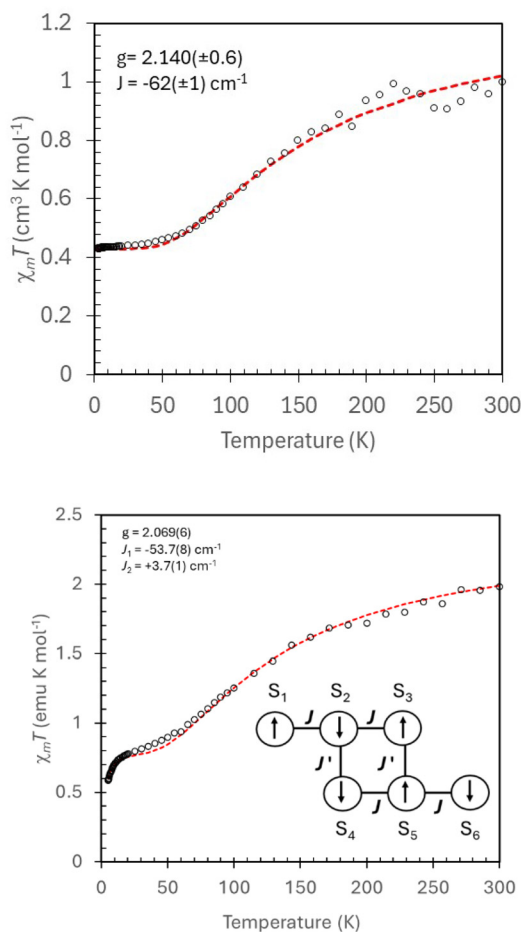 1.2
1
0.8
0.6
0.4
0.2
0
χmT (cm³ K mol⁻¹)
g= 2.140(±0.6)
J = -62(±1) cm⁻¹
0 50 100 150 200 250 300
Temperature (K)
2.5
2
1.5
1
0.5
0
χmT (emu K mol⁻¹)
g = 2.069(6)
J₁ = -53.7(8) cm⁻¹
J₂ = +3.7(1) cm⁻¹
S₁ S₂ S₃
J J
J' J'
J J
S₄ S₅ S₆
0 50 100 150 200 250 300
Temperature (K)